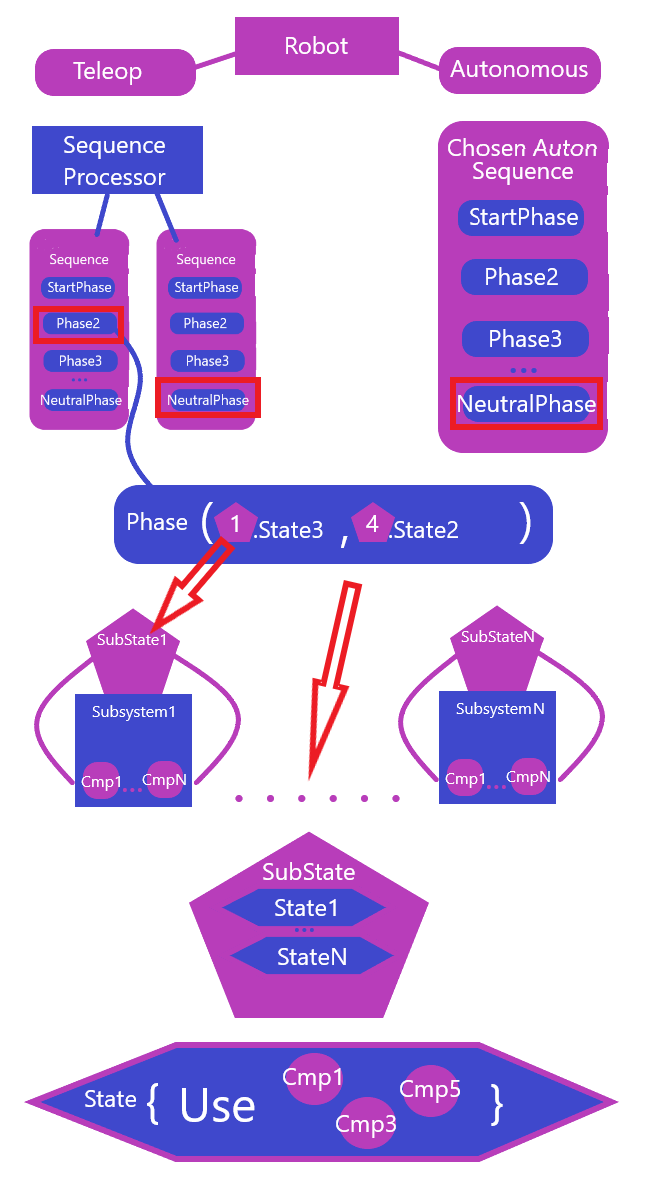 Robot
Teleop
Autonomous
Sequence
Processor
Chosen Auton
Sequence
StartPhase
Phase2
Phase3
...
NeutralPhase
Sequence
StartPhase
Phase2
Phase3
...
NeutralPhase
Sequence
StartPhase
Phase2
Phase3
NeutralPhase
Phase ( 1.State3 , 4.State2 )
SubState1
Subsystem1
Cmp1 ... CmpN
SubStateN
SubsystemN
Cmp1 ... CmpN
. . . . . .
SubState
State1
...
StateN
State { Use Cmp1 Cmp3 Cmp5 }